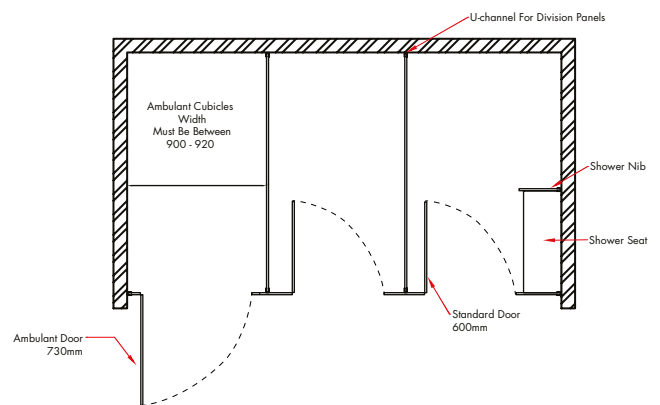 U-channel For Division Panels
Ambulant Cubicles
Width
Must Be Between
900 - 920
Shower Nib
Shower Seat
Standard Door
600mm
Ambulant Door
730mm